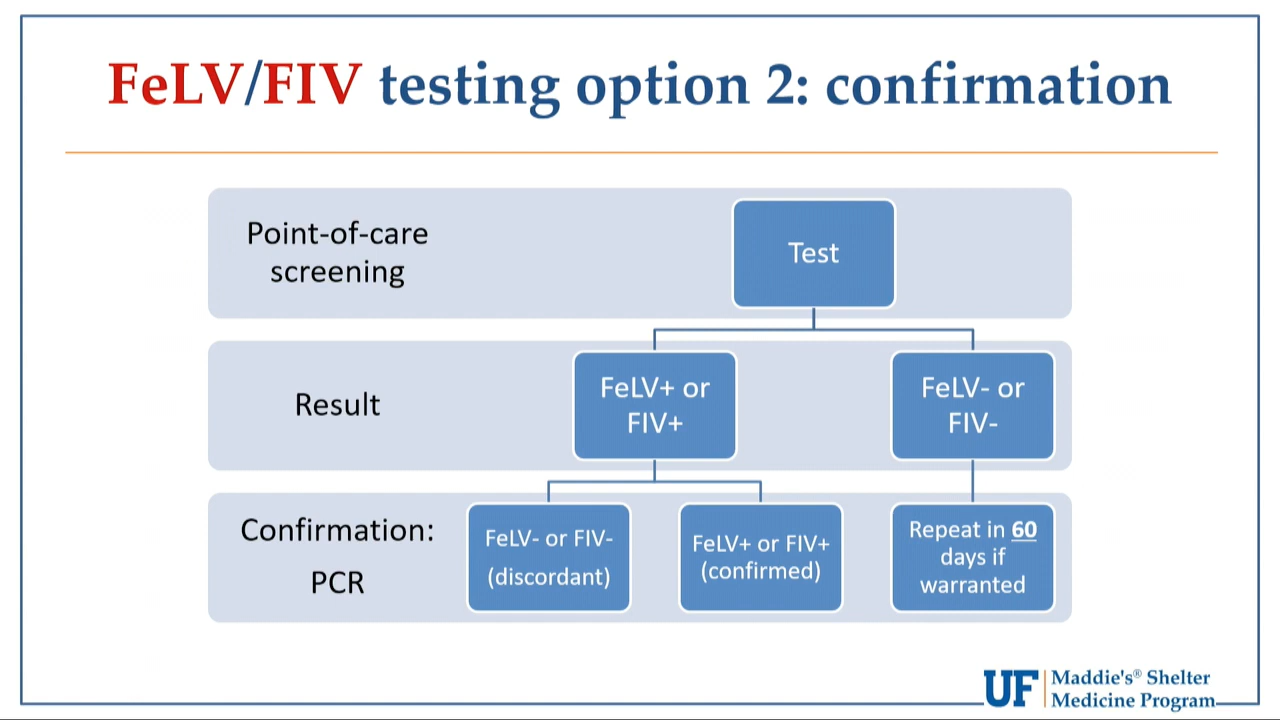 FeLV/FIV testing option 2: confirmation
Point-of-care
screening
Test
Result
FeLV+ or
FIV+
FeLV- or
FIV-
Confirmation:
PCR
FeLV- or FIV-
(discordant)
FeLV+ or FIV+
(confirmed)
Repeat in 60
days if
warranted
UF
Maddie's® Shelter
Medicine Program